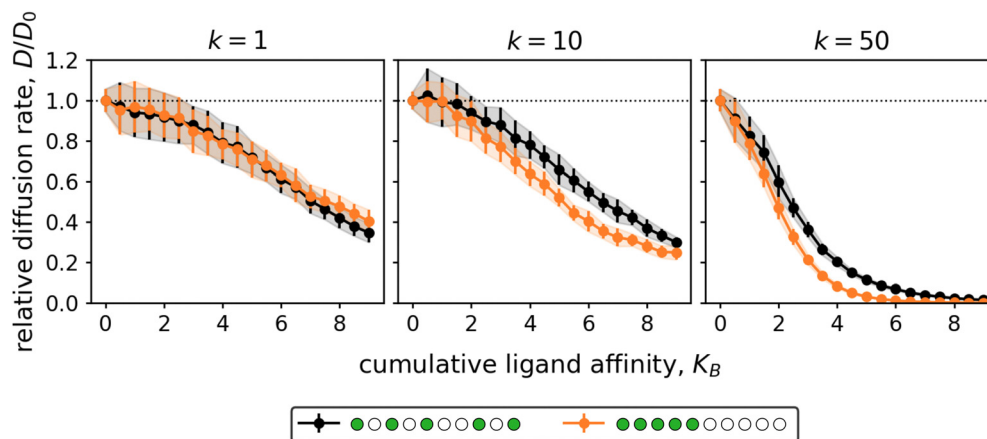 k = 1
k = 10
k = 50
relative diffusion rate, D/D₀
1.2
1.0
0.8
0.6
0.4
0.2
0.0
0 2 4 6 8
0 2 4 6 8
0 2 4 6 8
cumulative ligand affinity, K_B